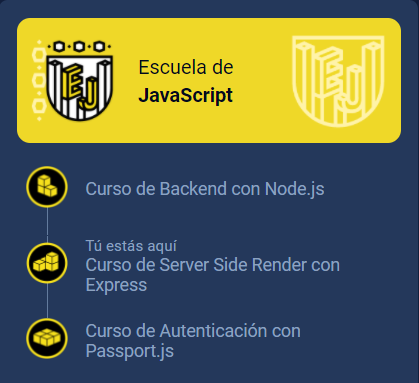 EJ
Escuela de
JavaScript
EJ
Curso de Backend con Node.js
Tú estás aquí
Curso de Server Side Render con
Express
Curso de Autenticación con
Passport.js